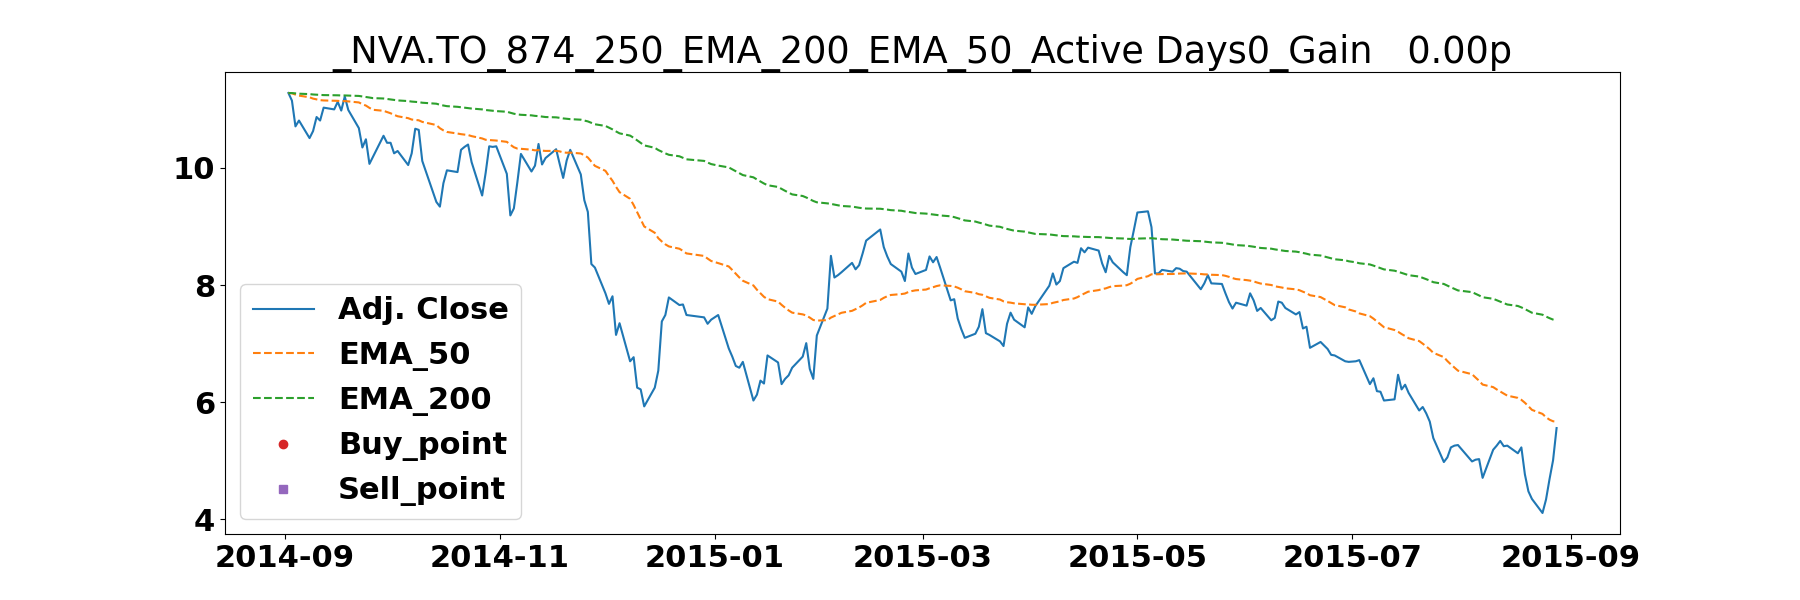 _NVA.TO_874_250_EMA_200_EMA_50_Active Days0_Gain   0.00p
10
8
6
4
Adj. Close
EMA_50
EMA_200
Buy_point
Sell_point
2014-09 2014-11 2015-01 2015-03 2015-05 2015-07 2015-09